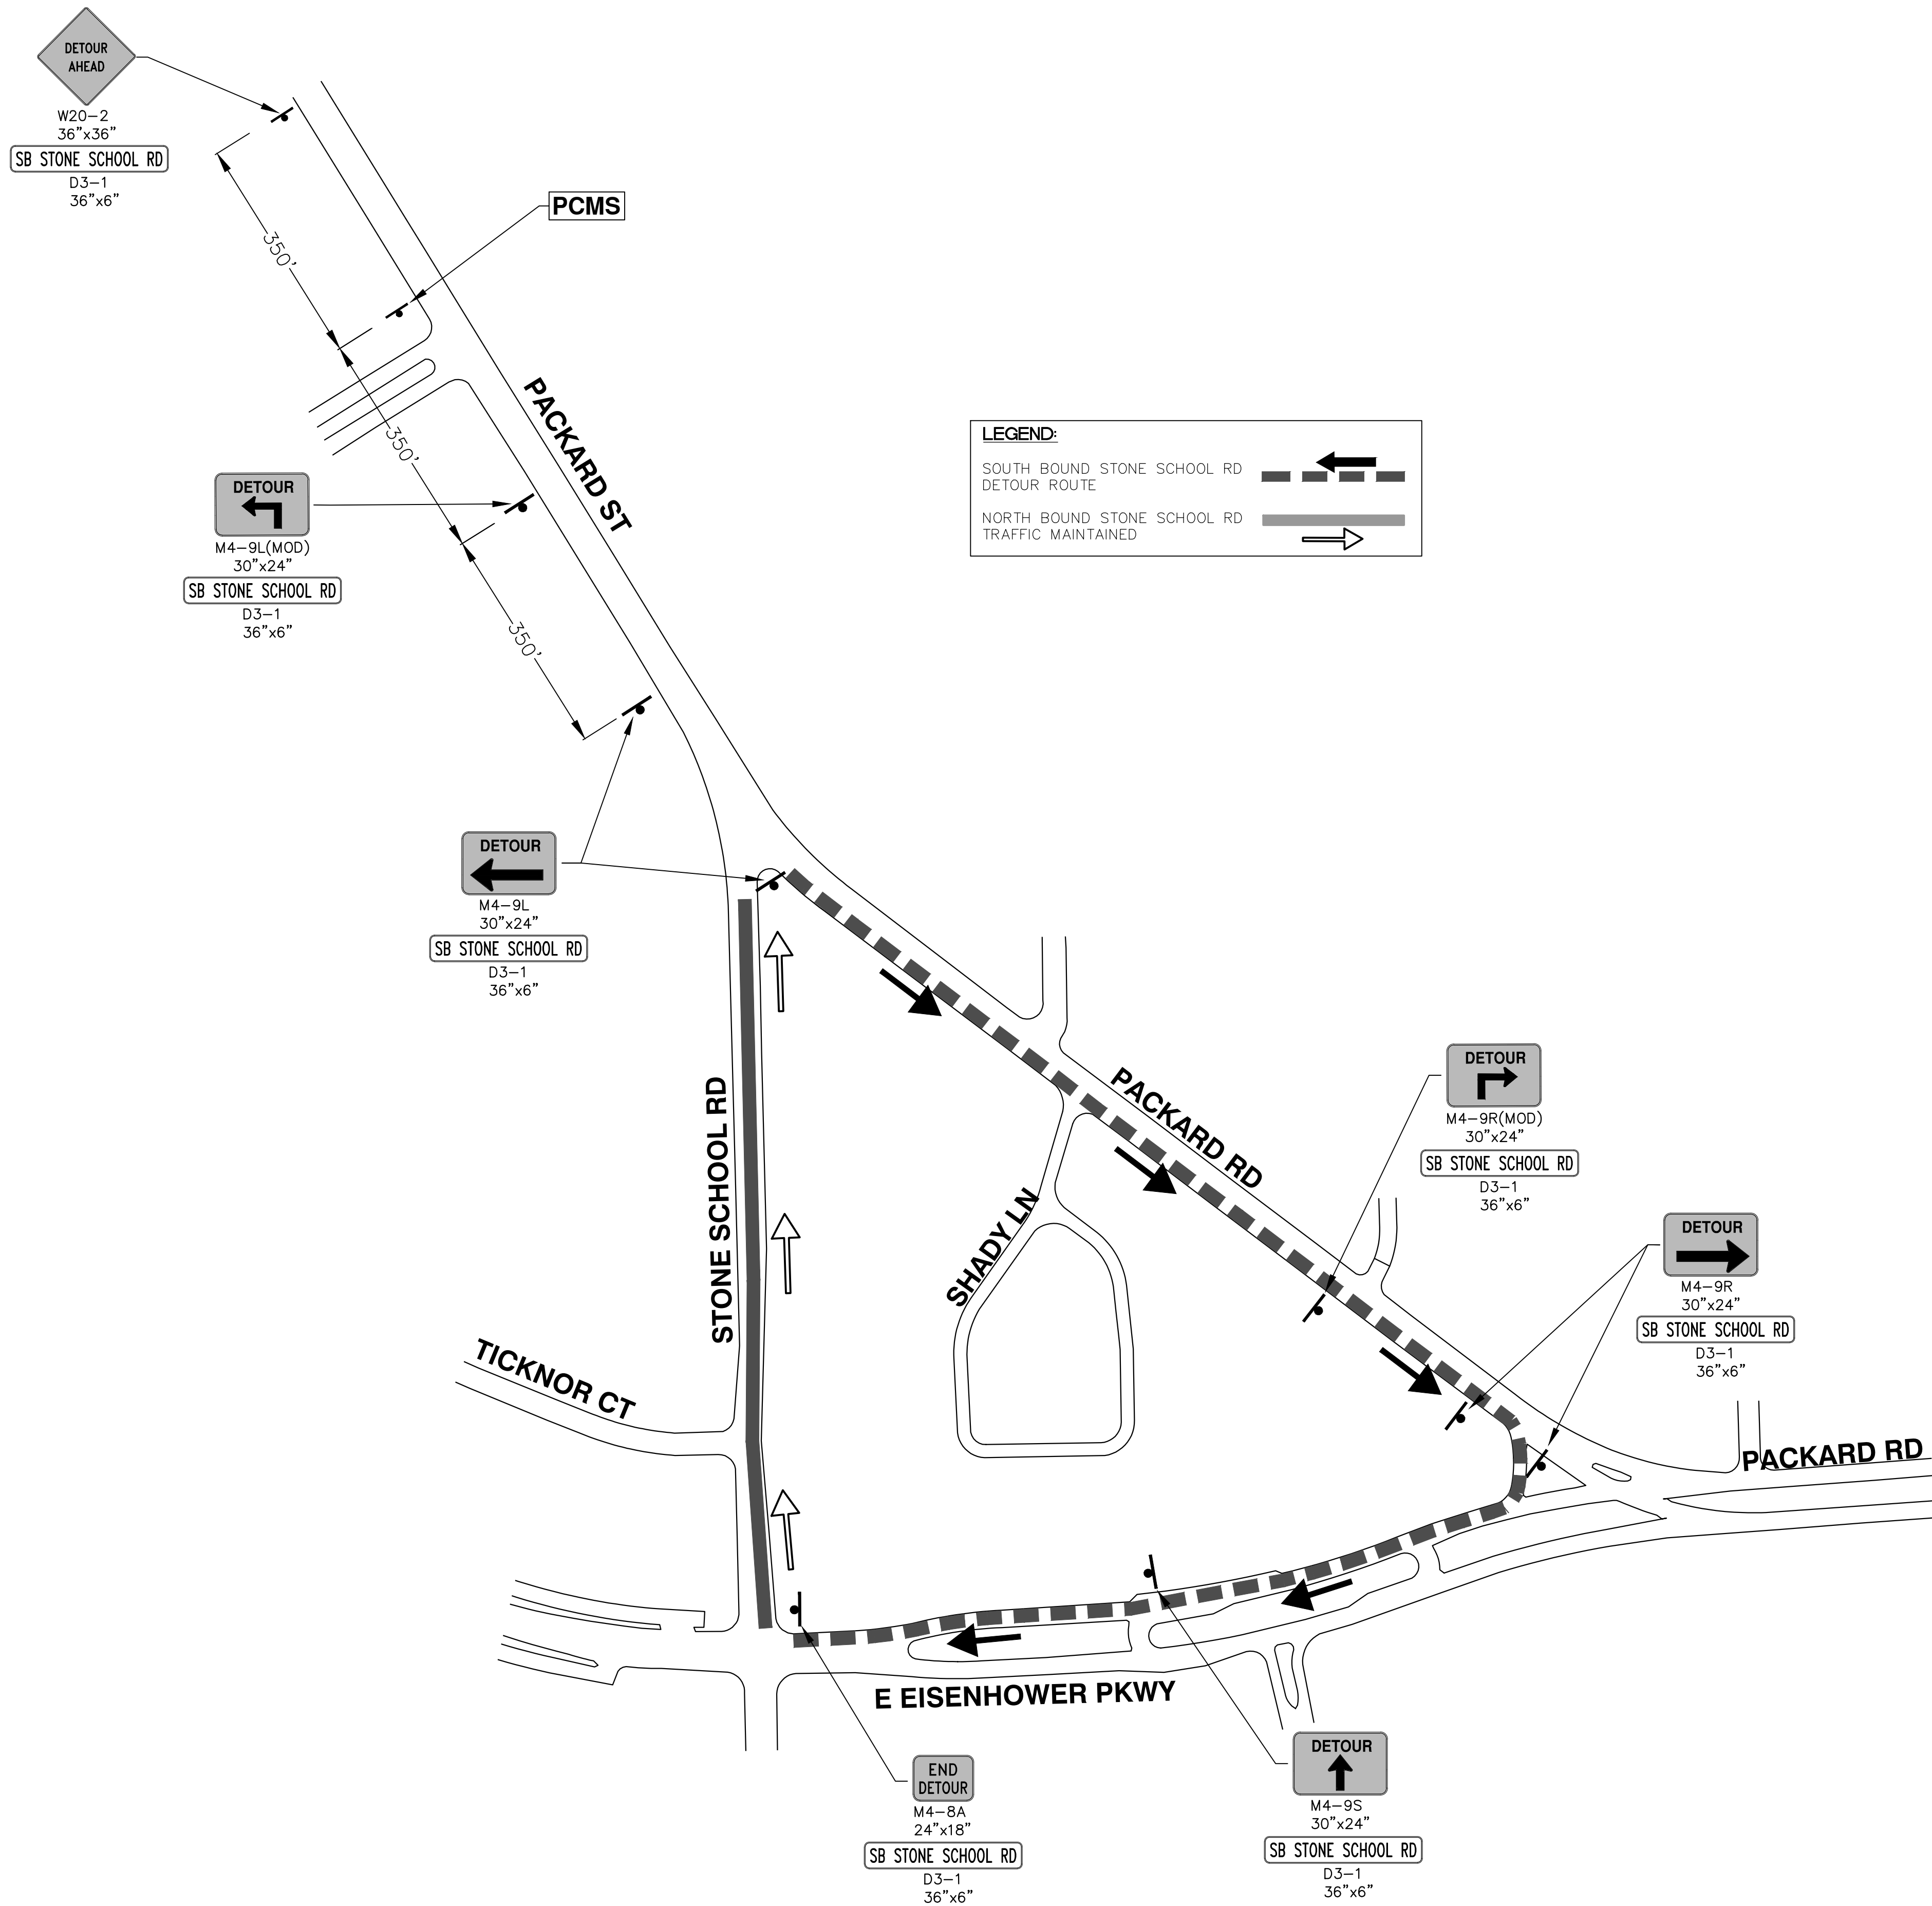 DETOUR
AHEAD
W20-2
36"x36"
SB STONE SCHOOL RD
D3-1
36"x6"
PCMS
350'
350'
350'
PACKARD ST
LEGEND:
SOUTH BOUND STONE SCHOOL RD
DETOUR ROUTE
NORTH BOUND STONE SCHOOL RD
TRAFFIC MAINTAINED
DETOUR
M4-9L(MOD)
30"x24"
SB STONE SCHOOL RD
D3-1
36"x6"
DETOUR
M4-9L
30"x24"
SB STONE SCHOOL RD
D3-1
36"x6"
STONE SCHOOL RD
PACKARD RD
DETOUR
M4-9R(MOD)
30"x24"
SB STONE SCHOOL RD
D3-1
36"x6"
SHADY LN
DETOUR
M4-9R
30"x24"
SB STONE SCHOOL RD
D3-1
36"x6"
TICKNOR CT
PACKARD RD
E EISENHOWER PKWY
END
DETOUR
M4-8A
24"x18"
SB STONE SCHOOL RD
D3-1
36"x6"
DETOUR
M4-9S
30"x24"
SB STONE SCHOOL RD
D3-1
36"x6"